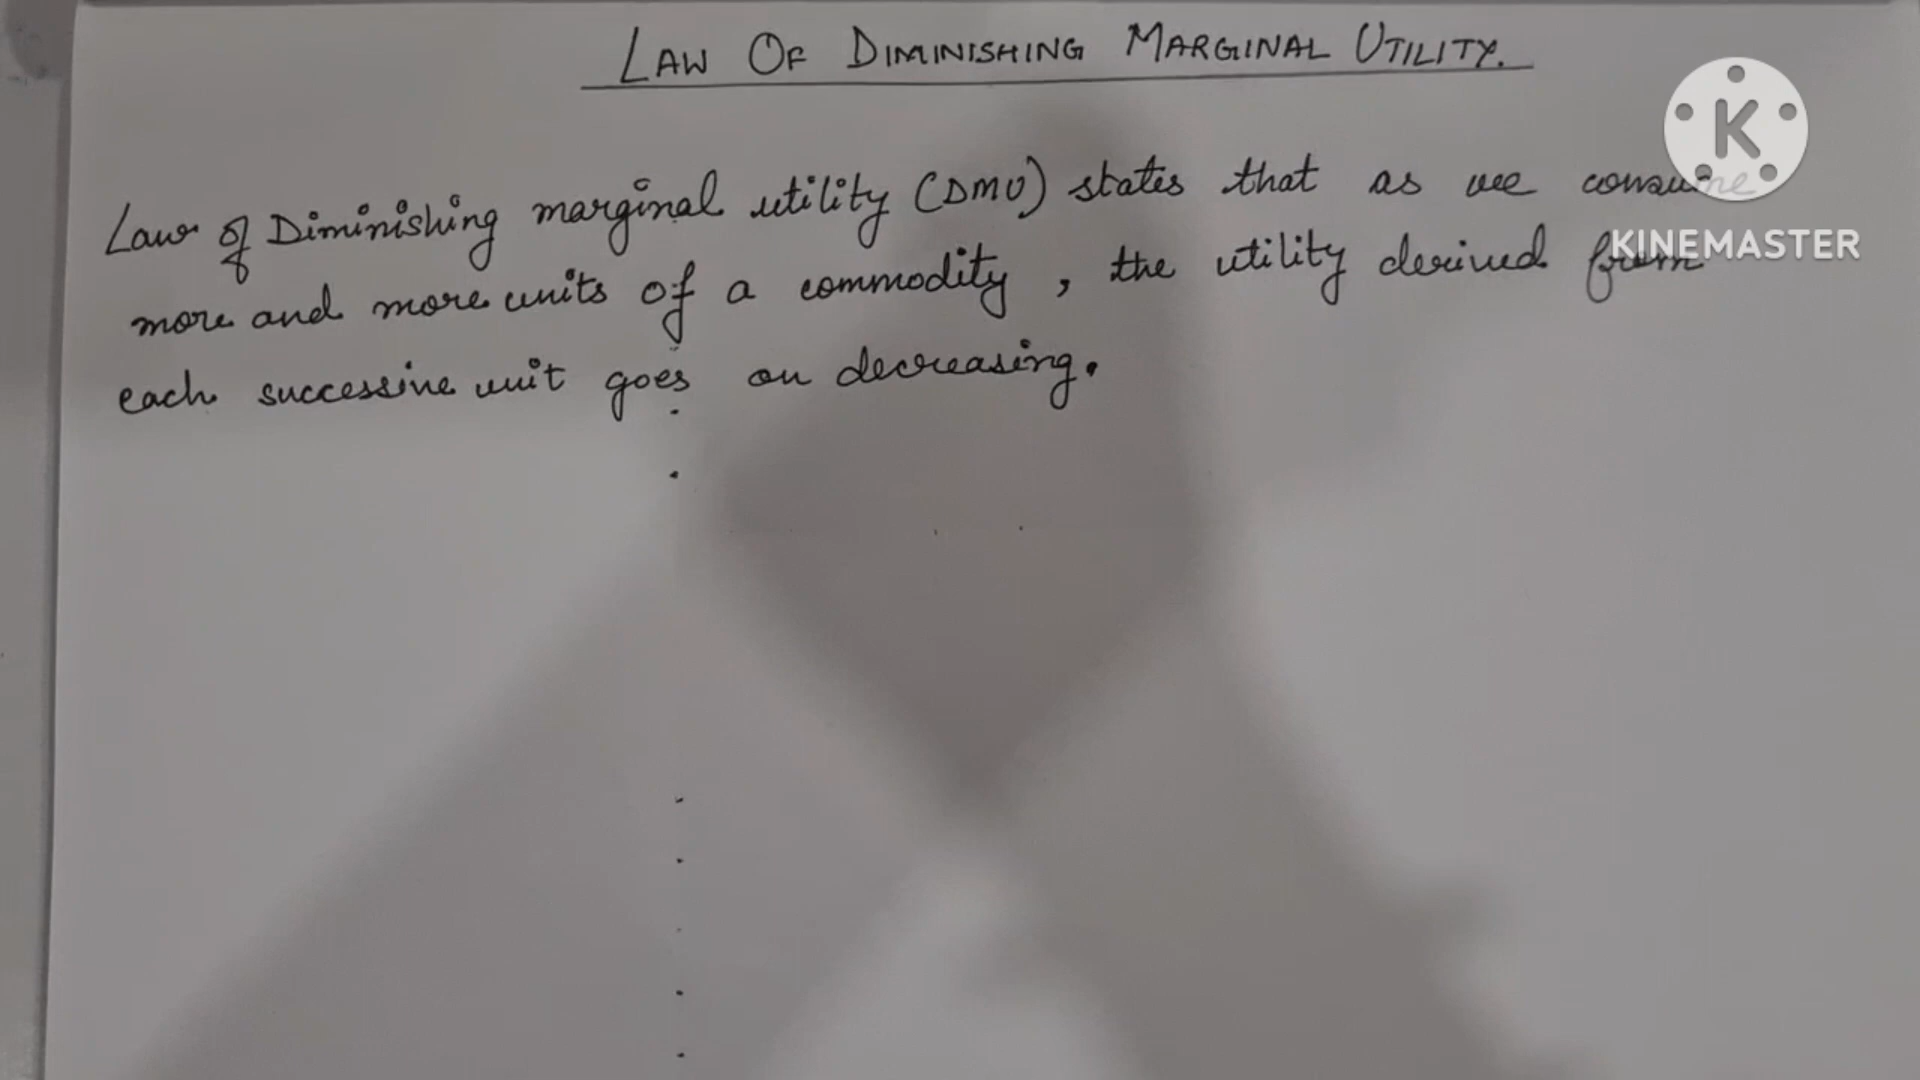 LAW OF DIMINISHING MARGINAL UTILITY.
K
KINEMASTER
Law of Diminishing marginal utility (DMU) states that as we consume
more and more units of a commodity, the utility derived from
each successive unit goes on decreasing.